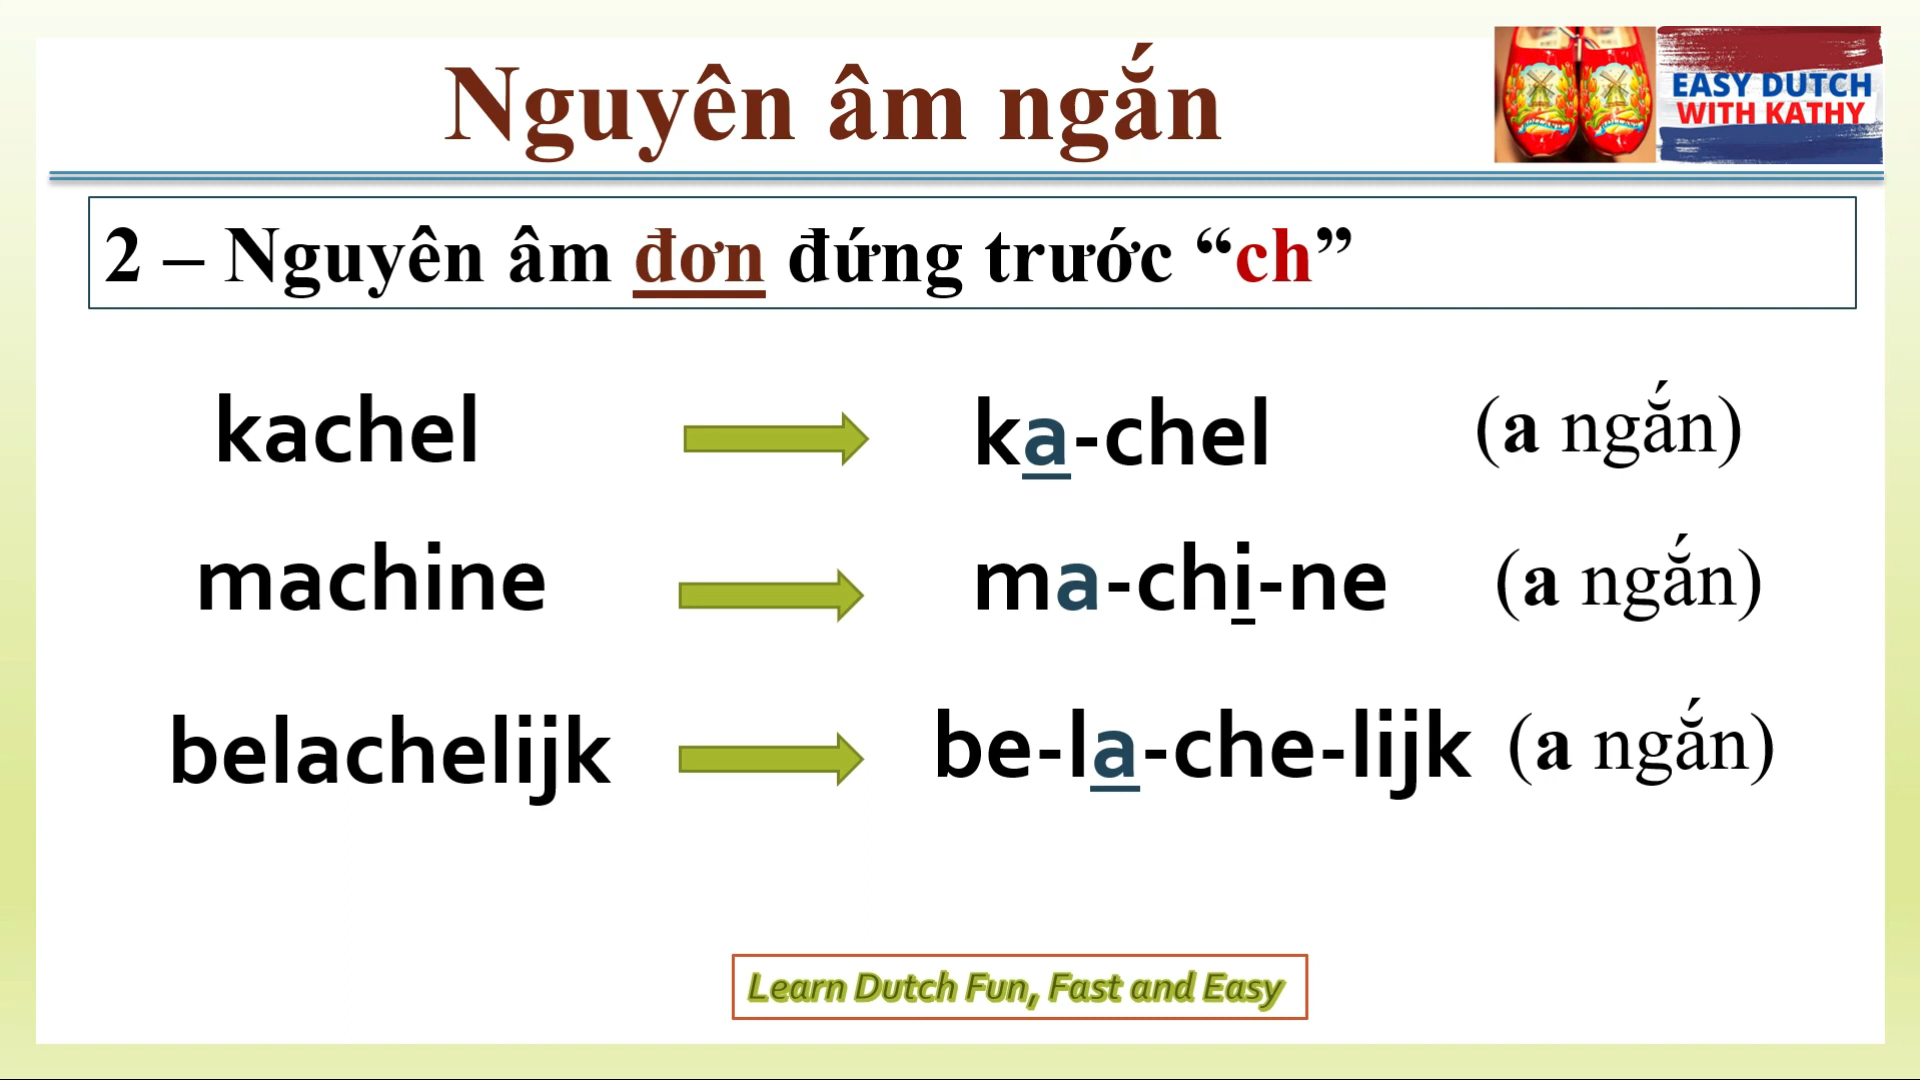 Nguyên âm ngắn
EASY DUTCH
WITH KATHY
2 – Nguyên âm đơn đứng trước “ch”
kachel ka-chel (a ngắn)
machine ma-chi-ne (a ngắn)
belachelijk be-la-che-lijk (a ngắn)
Learn Dutch Fun, Fast and Easy